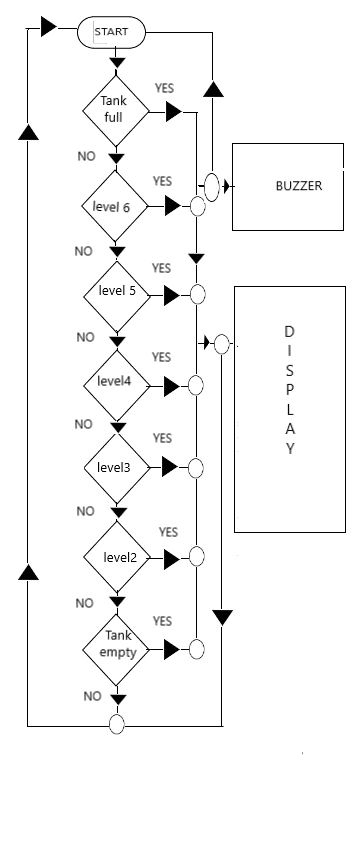 START
YES
Tank
full
NO
YES
BUZZER
level 6
NO
YES
level 5
NO
D
I
S
P
L
A
Y
YES
level4
NO
YES
level3
NO
YES
level2
NO
YES
Tank
empty
NO